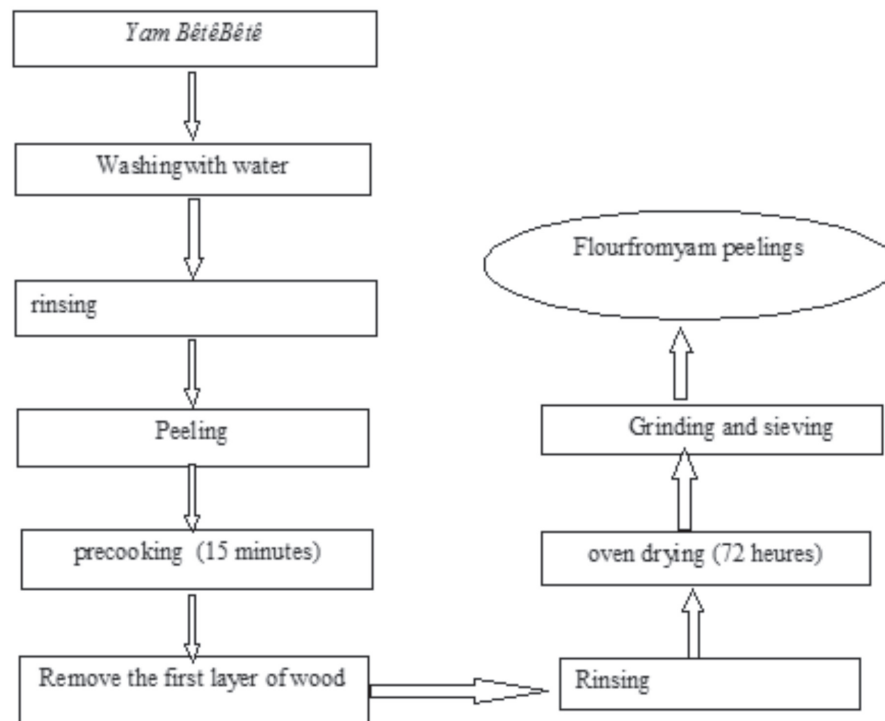 Yam BêtêBêtê
Washingwith water
rinsing
Peeling
precooking (15 minutes)
Remove the first layer of wood
Rinsing
oven drying (72 heures)
Grinding and sieving
Flourfromyam peelings